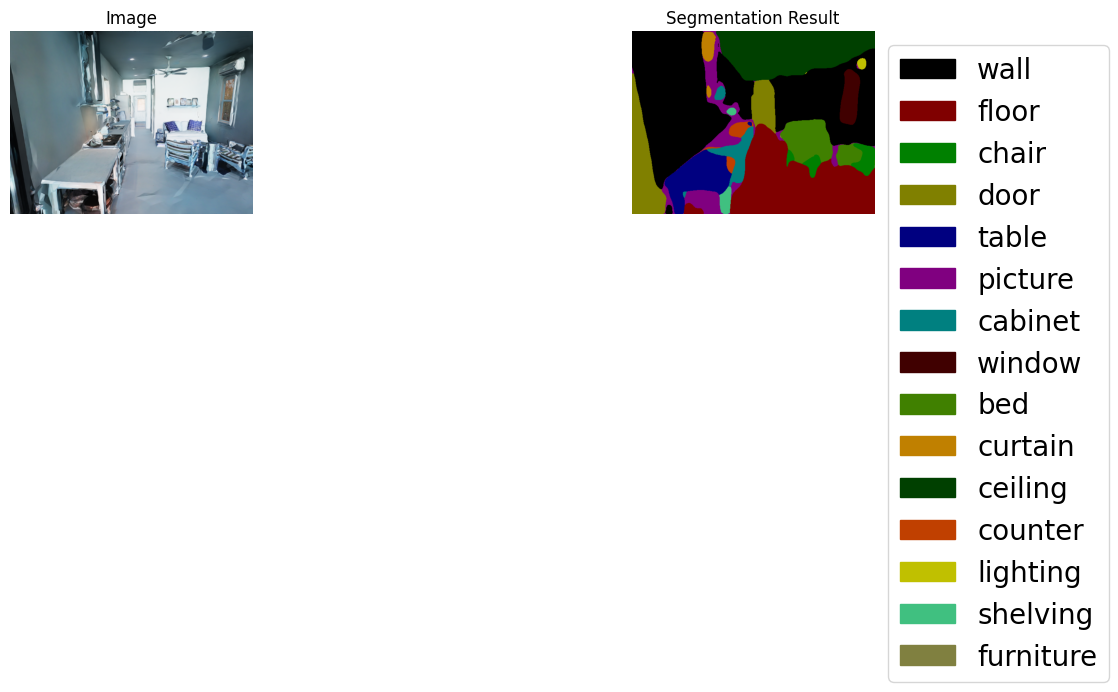 Image
Segmentation Result
wall
floor
chair
door
table
picture
cabinet
window
bed
curtain
ceiling
counter
lighting
shelving
furniture